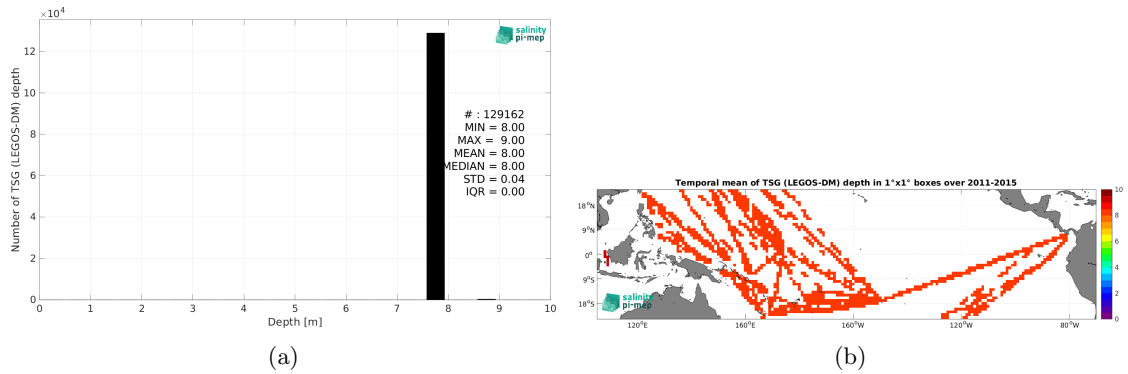 ×10⁴
12
10
8
6
4
2
0
Number of TSG (LEGOS-DM) depth
salinity
pi-mep
# : 129162
MIN = 8.00
MAX = 9.00
MEAN = 8.00
MEDIAN = 8.00
STD = 0.04
IQR = 0.00
0 1 2 3 4 5 6 7 8 9 10
Depth [m]
(a)
Temporal mean of TSG (LEGOS-DM) depth in 1°x1° boxes over 2011-2015
18°N
9°N
0°
9°S
18°S
salinity
pi-mep
120°E 160°E 160°W 120°W 80°W
10
8
6
4
2
0
(b)